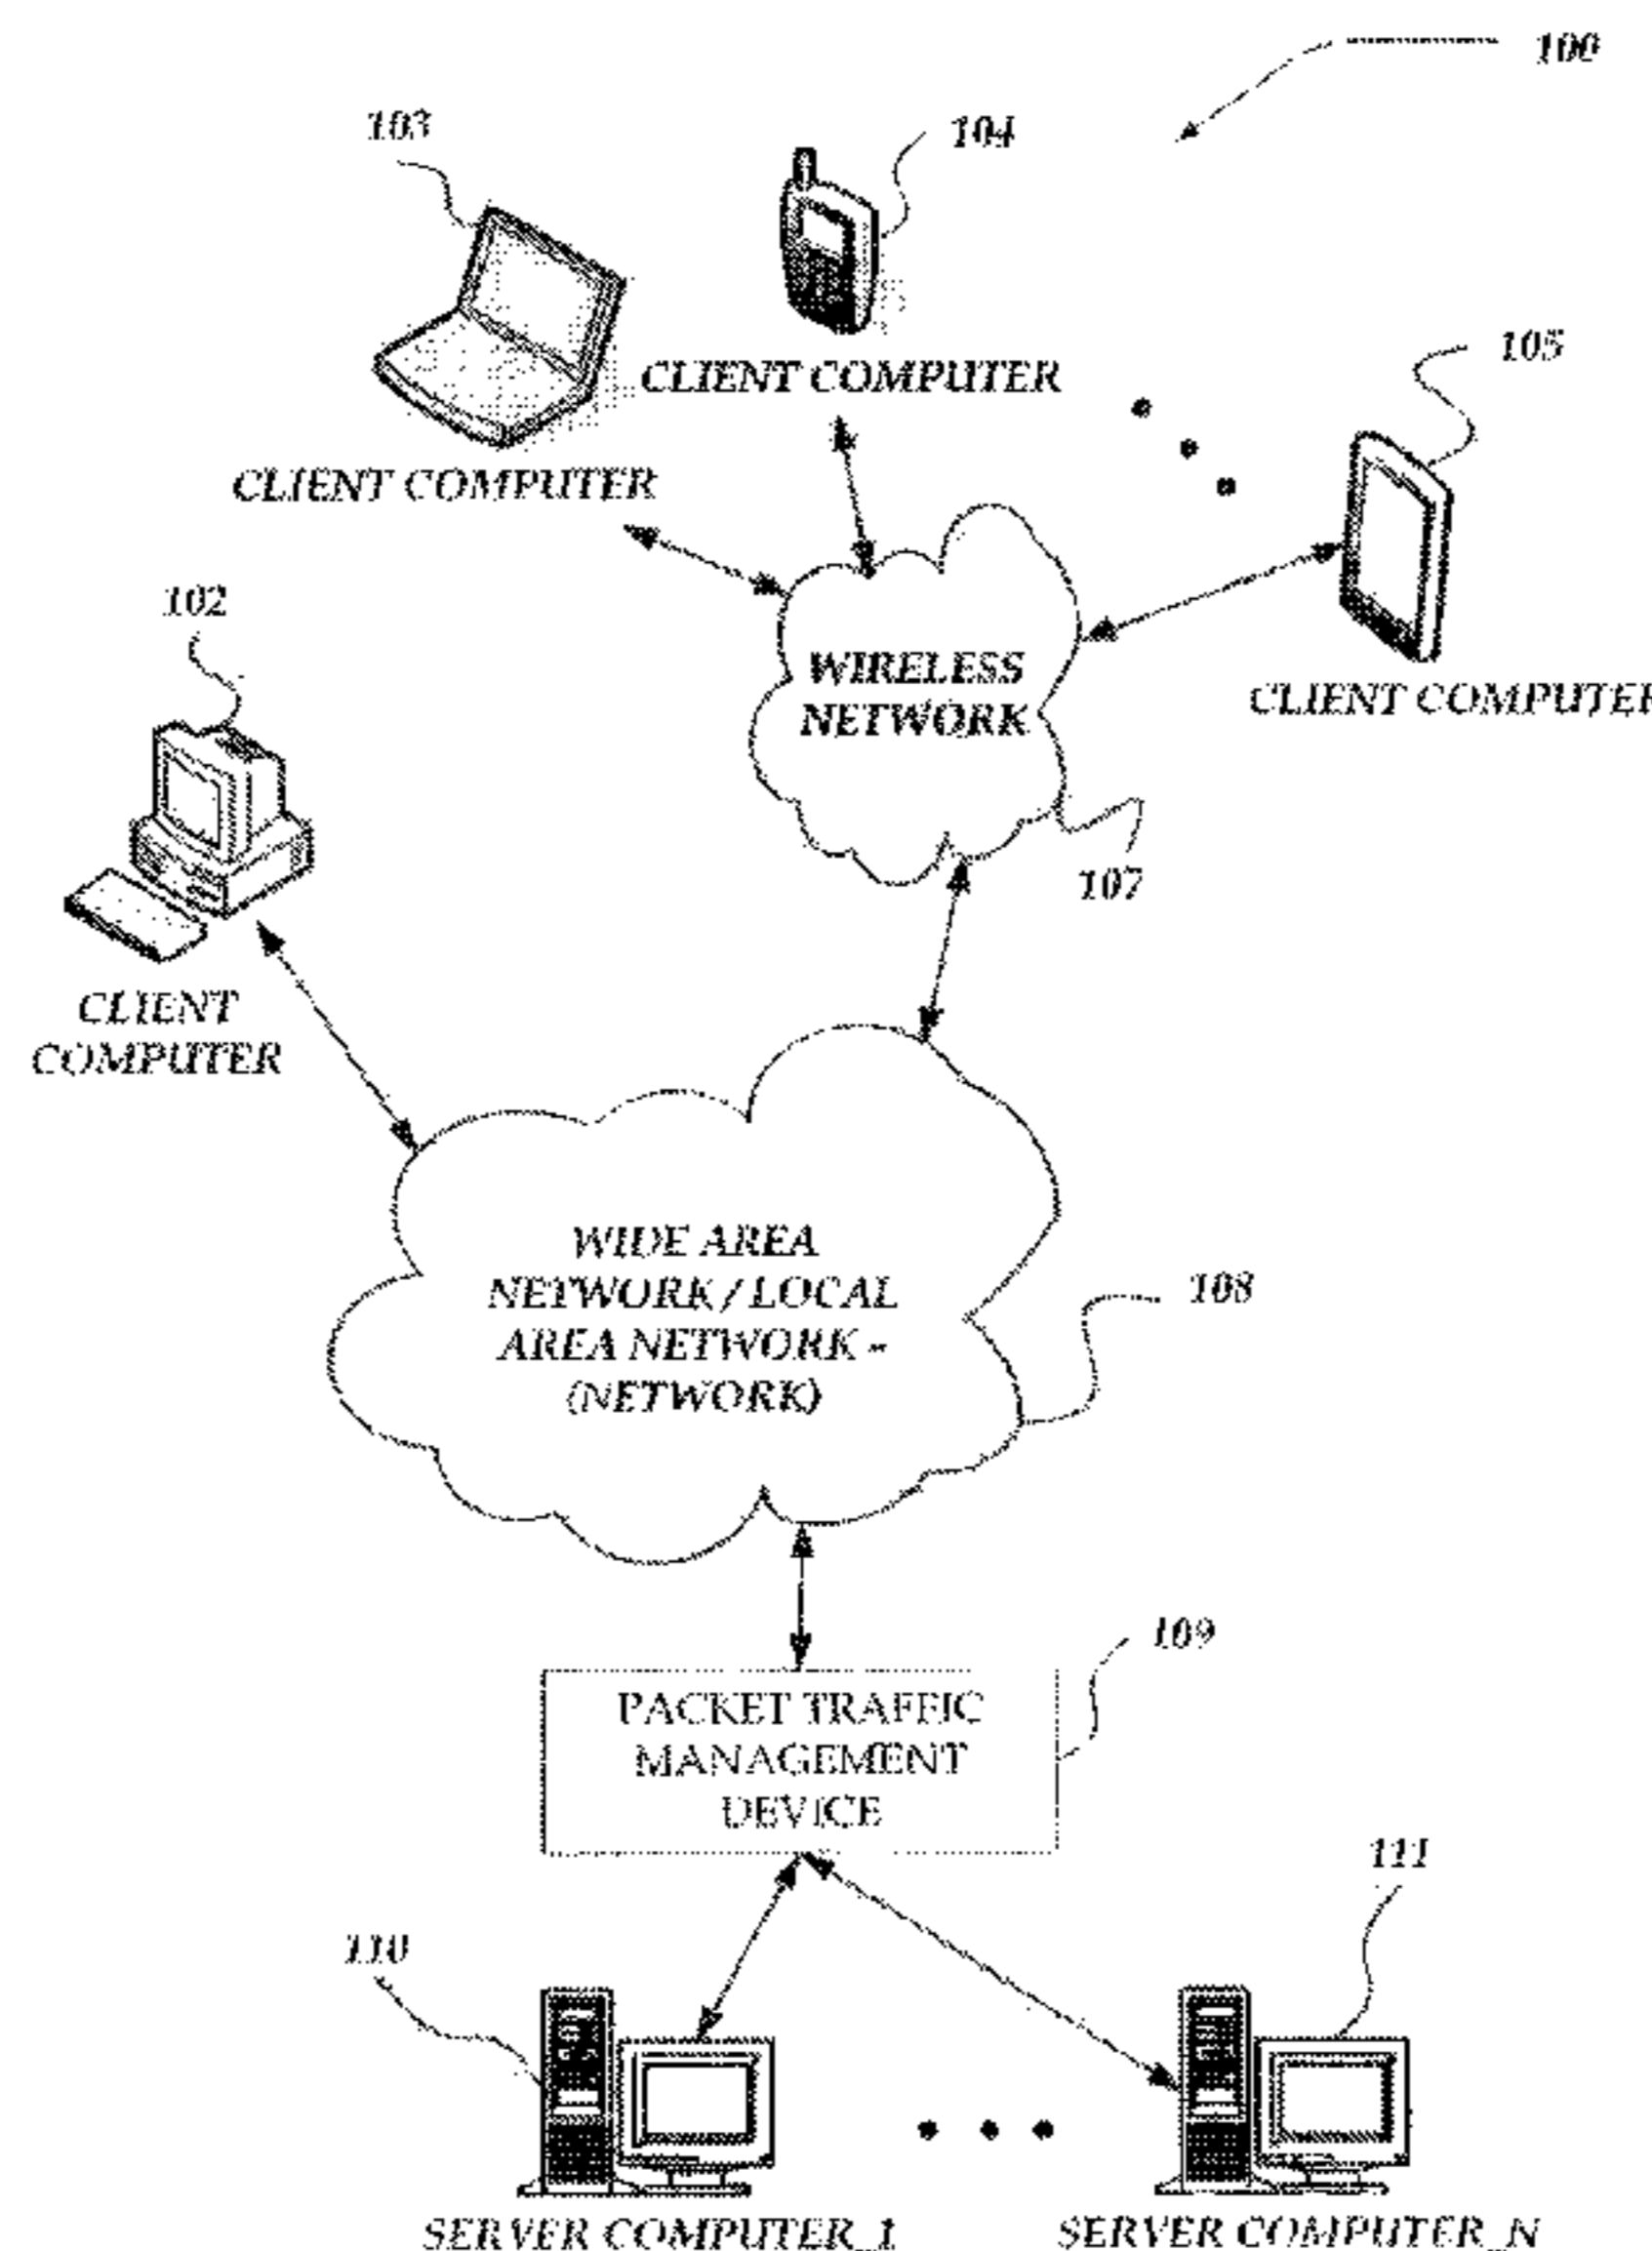 100
103
104
CLIENT COMPUTER
105
CLIENT COMPUTER
102
WIRELESS
NETWORK
CLIENT COMPUTER
107
CLIENT
COMPUTER
WIDE AREA
NETWORK / LOCAL
AREA NETWORK -
(NETWORK)
108
109
PACKET TRAFFIC
MANAGEMENT
DEVICE
111
110
SERVER COMPUTER_1
SERVER COMPUTER_N